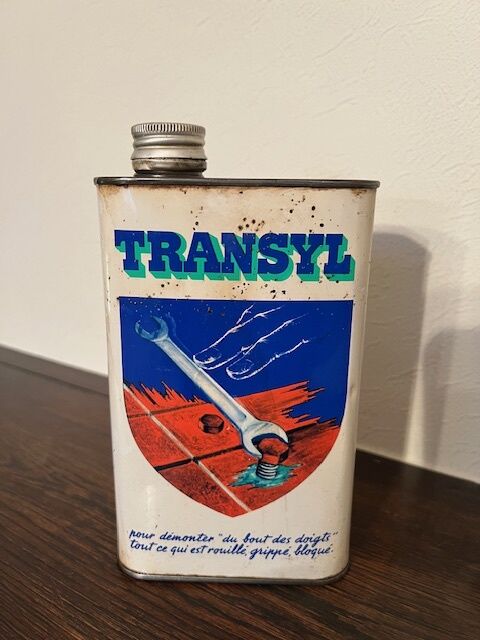 TRANSYL
pour démonter "du bout des doigts"
tout ce qui est rouillé, grippé, bloqué.